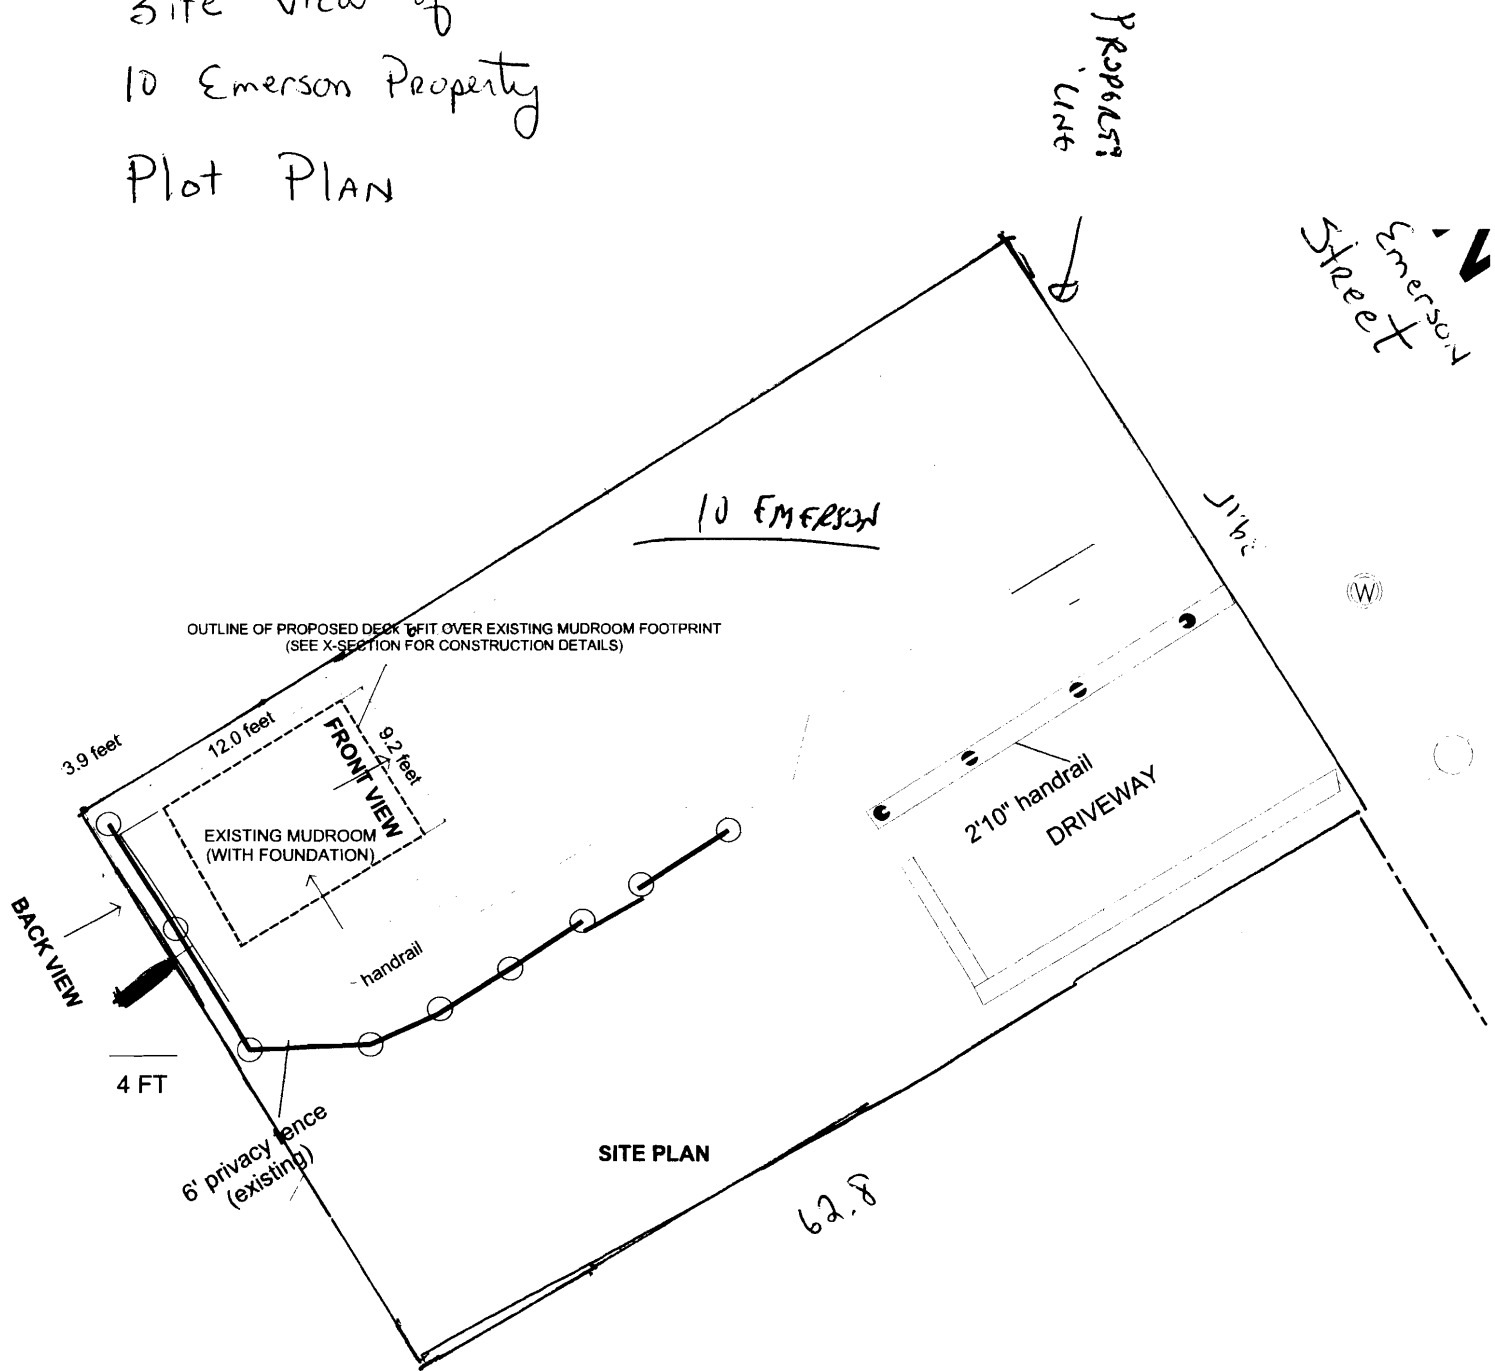 Site View of
10 Emerson Property
Plot PLAN
PROPERTY
LINE
Emerson
Street
10 EMERSON
OUTLINE OF PROPOSED DECK T FIT OVER EXISTING MUDROOM FOOTPRINT
(SEE X-SECTION FOR CONSTRUCTION DETAILS)
3.9 feet
12.0 feet
9.2 feet
FRONT VIEW
EXISTING MUDROOM
(WITH FOUNDATION)
W
2'10" handrail
DRIVEWAY
BACK VIEW
handrail
4 FT
6' privacy fence
(existing)
SITE PLAN
62.8